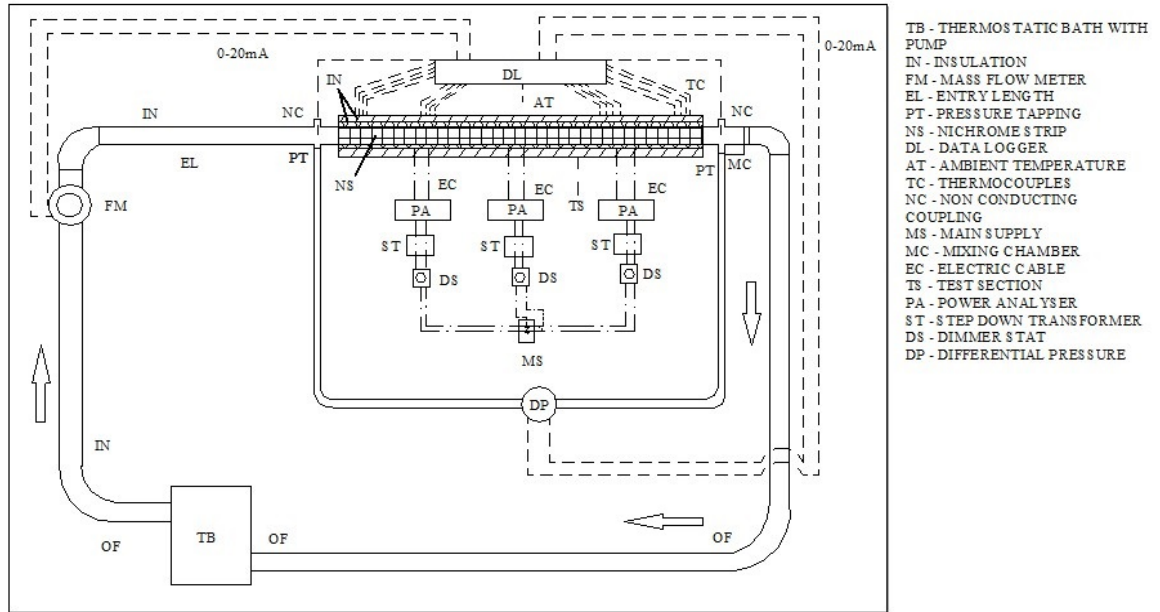 0-20mA
0-20mA
IN
DL
TC
AT
IN
NC
NC
EL
PT
PT
MC
NS
EC
EC
EC
TS
FM
PA
PA
PA
ST
ST
ST
DS
DS
DS
MS
DP
IN
OF
TB
OF
OF
TB - THERMOSTATIC BATH WITH
PUMP
IN - INSULATION
FM - MASS FLOW METER
EL - ENTRY LENGTH
PT - PRESSURE TAPPING
NS - NICHROME STRIP
DL - DATA LOGGER
AT - AMBIENT TEMPERATURE
TC - THERMOCOUPLES
NC - NON CONDUCTING
COUPLING
MS - MAIN SUPPLY
MC - MIXING CHAMBER
EC - ELECTRIC CABLE
TS - TEST SECTION
PA - POWER ANALYSER
ST - STEP DOWN TRANSFORMER
DS - DIMMER STAT
DP - DIFFERENTIAL PRESSURE